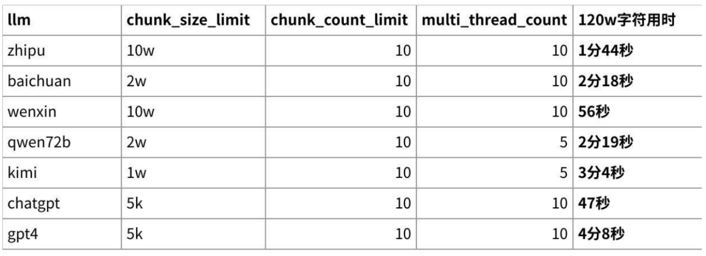 llm chunk_size_limit chunk_count_limit multi_thread_count 120w字符用时
zhipu 10w 10 10 1分44秒
baichuan 2w 10 10 2分18秒
wenxin 10w 10 10 56秒
qwen72b 2w 10 5 2分19秒
kimi 1w 10 5 3分4秒
chatgpt 5k 10 10 47秒
gpt4 5k 10 10 4分8秒